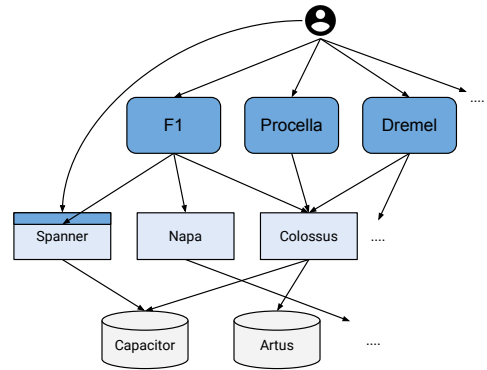 ....
F1
Procella
Dremel
Spanner
Napa
Colossus
....
Capacitor
Artus
....